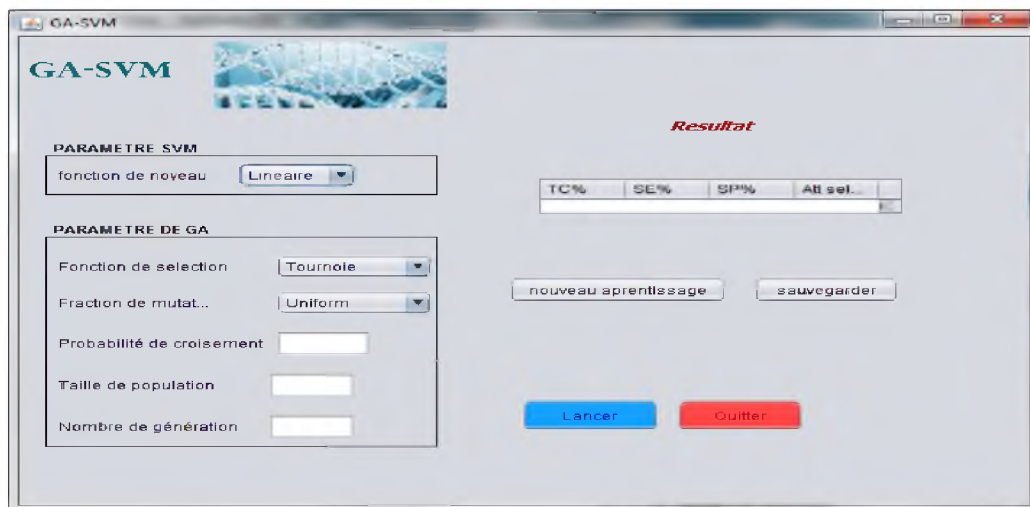 GA-SVM
GA-SVM
PARAMETRE SVM
fonction de noyeau Lineaire
PARAMETRE DE GA
Fonction de selection Tournoie
Fraction de mutat... Uniform
Probabilité de croisement
Taille de population
Nombre de génération
Resultat
TC% SE% SP% Att sel...
nouveau aprentissage sauvegarder
Lancer Quitter